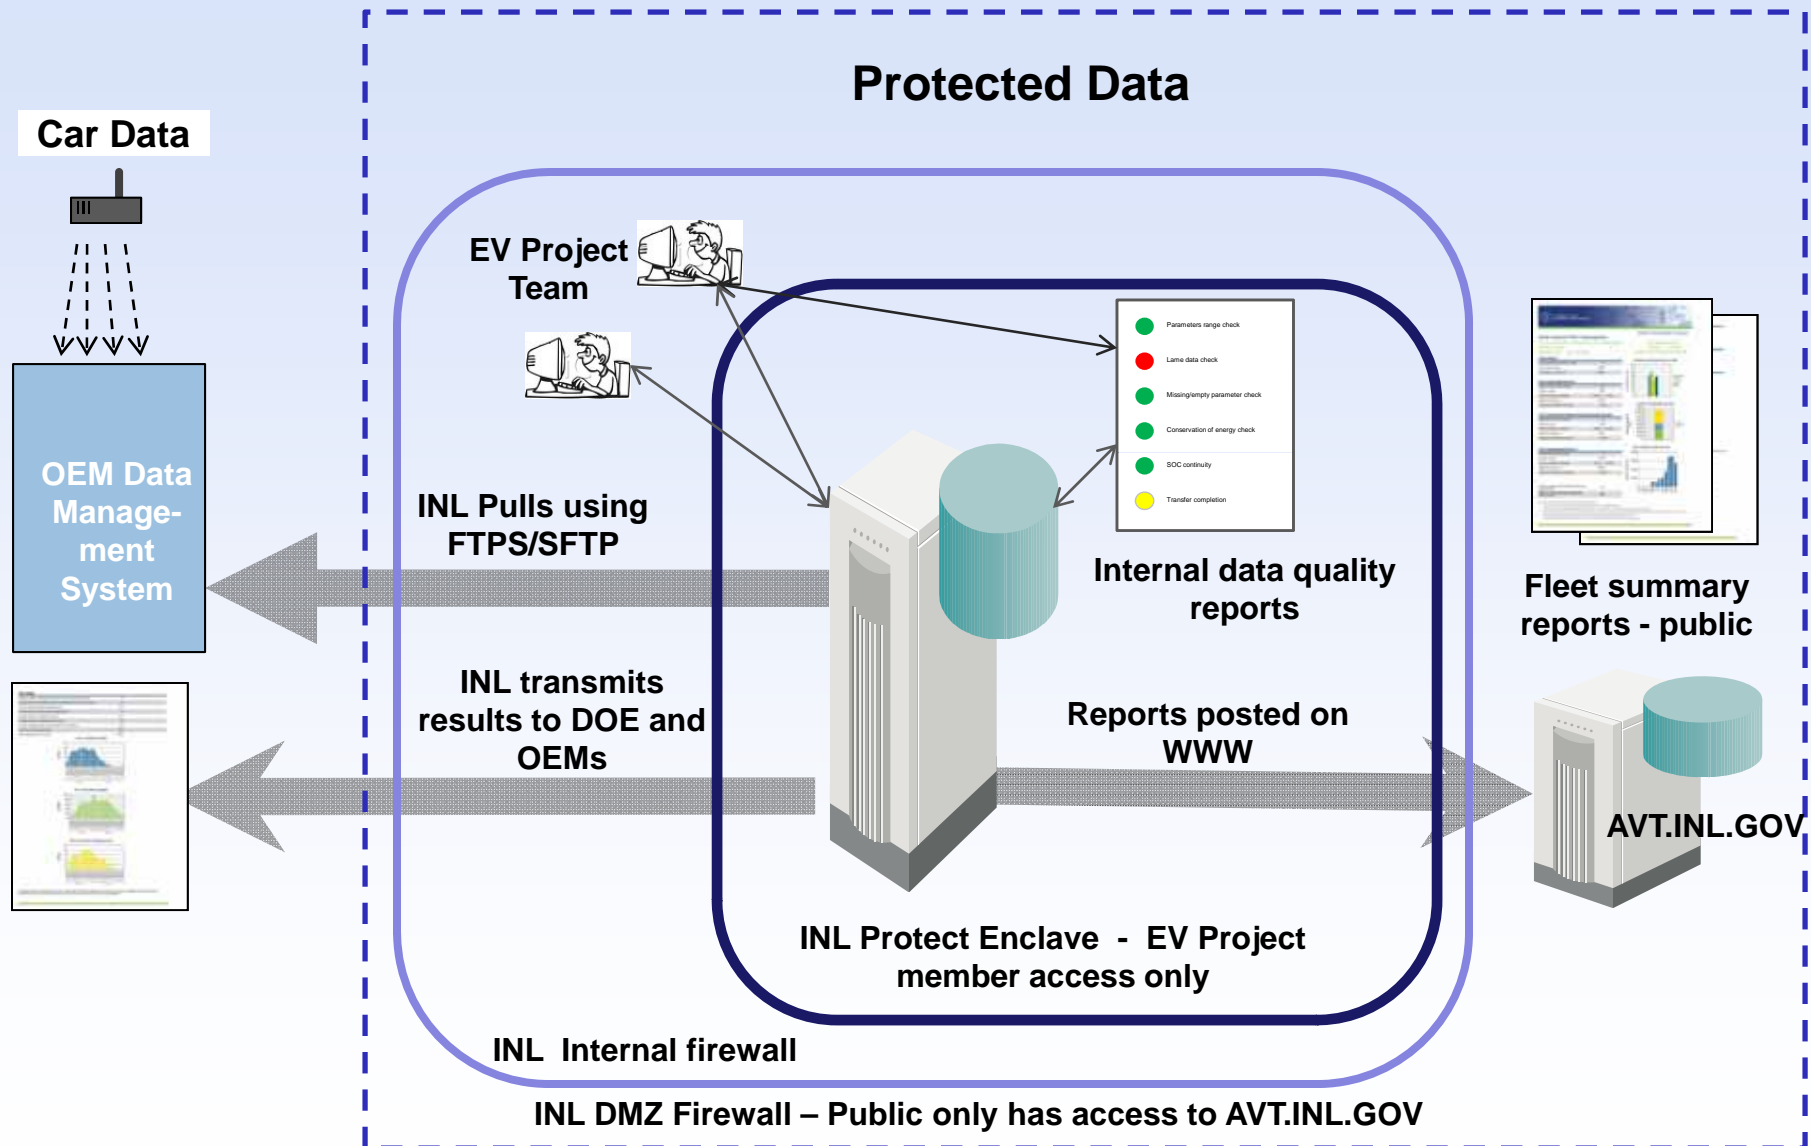 Protected Data
Car Data
EV Project
Team
Parameters range check
Lame data check
Missing/empty parameter check
Conservation of energy check
SOC continuity
Transfer completion
OEM Data
Manage-
ment
System
INL Pulls using
FTPS/SFTP
Internal data quality
reports
Fleet summary
reports - public
INL transmits
results to DOE and
OEMs
Reports posted on
WWW
AVT.INL.GOV
INL Protect Enclave - EV Project
member access only
INL Internal firewall
INL DMZ Firewall – Public only has access to AVT.INL.GOV